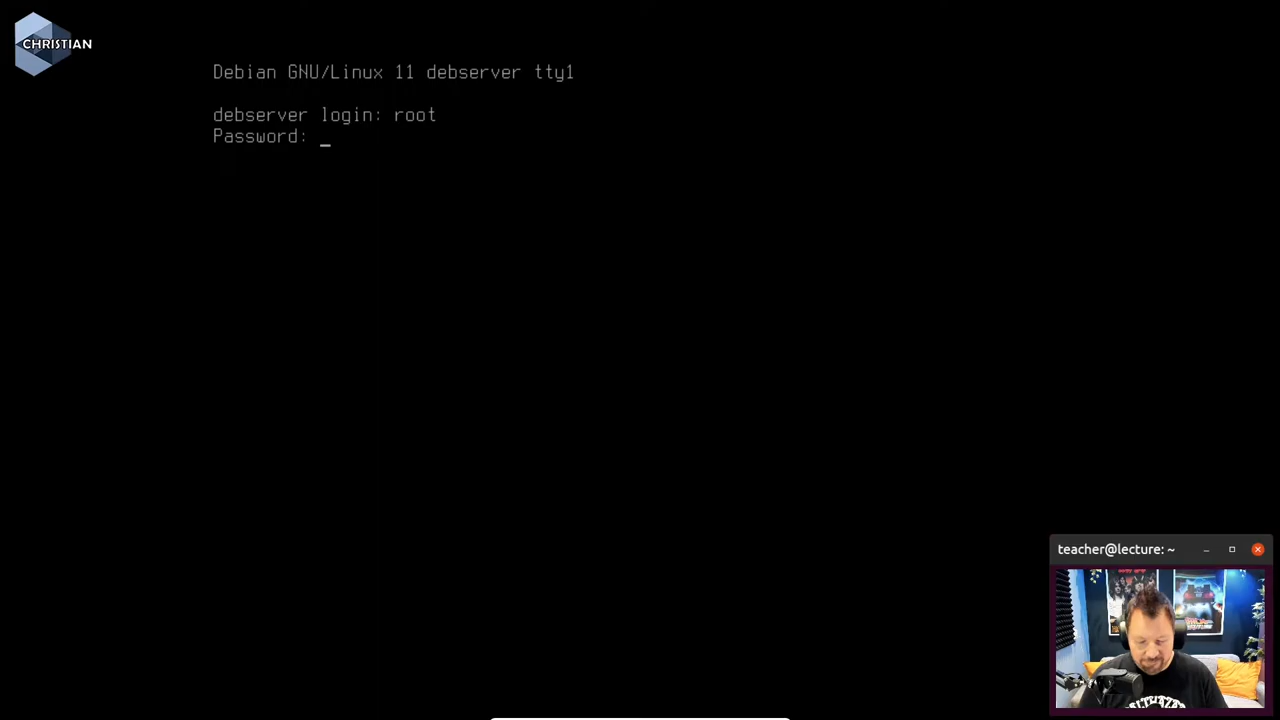 CHRISTIAN
Debian GNU/Linux 11 debserver tty1
debserver login: root
Password: _
teacher@lecture: ~